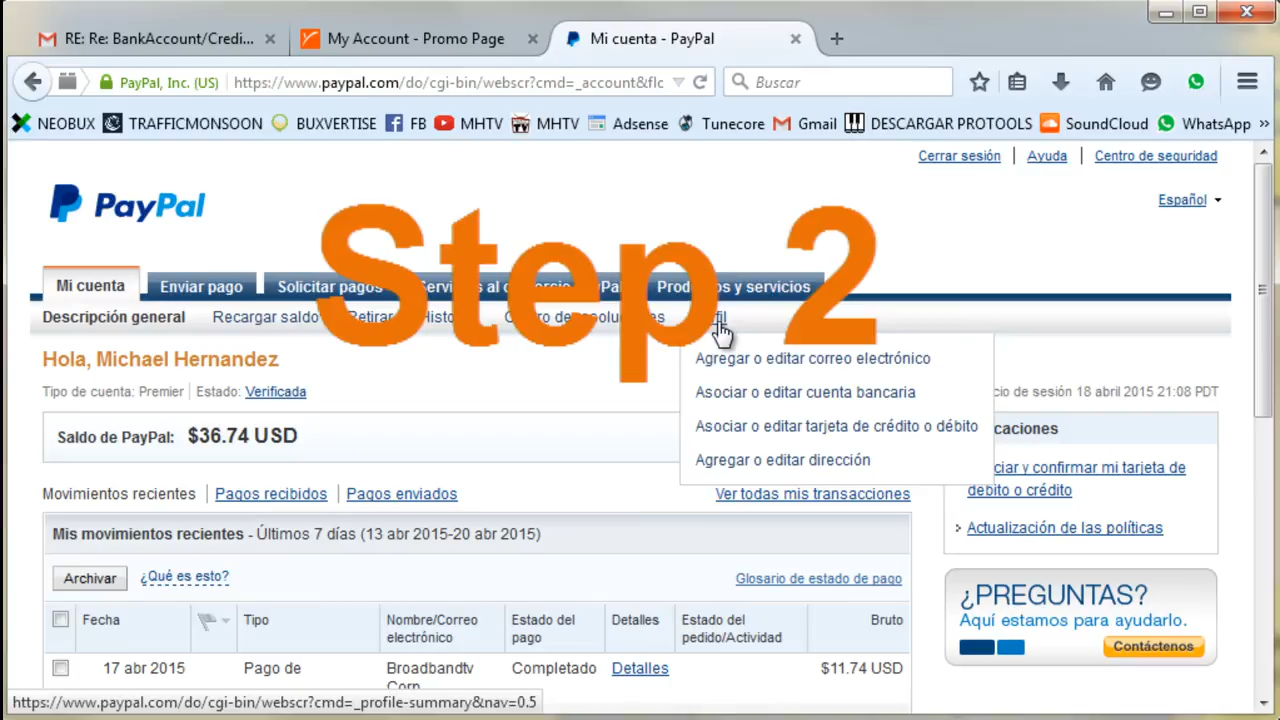 RE: Re: BankAccount/Credi...
My Account - Promo Page
Mi cuenta - PayPal
PayPal, Inc. (US)
https://www.paypal.com/do/cgi-bin/webscr?cmd=_account&flc
Buscar
NEOBUX
TRAFFICMONSOON
BUXVERTISE
FB
MHTV
MHTV
Adsense
Tunecore
Gmail
DESCARGAR PROTOOLS
SoundCloud
WhatsApp
»
Cerrar sesión
Ayuda
Centro de seguridad
PayPal
Español
Step 2
Mi cuenta
Enviar pago
Solicitar pagos
Productos y servicios
Descripción general
Recargar saldo
Retirar
Agregar o editar correo electrónico
Asociar o editar cuenta bancaria
Asociar o editar tarjeta de crédito o débito
Agregar o editar dirección
Hola, Michael Hernandez
Tipo de cuenta: Premier
Estado: Verificada
cio de sesión 18 abril 2015 21:08 PDT
Saldo de PayPal: $36.74 USD
caciones
ciar y confirmar mi tarjeta de
débito o crédito
Actualización de las políticas
Movimientos recientes
Pagos recibidos
Pagos enviados
Ver todas mis transacciones
Mis movimientos recientes - Últimos 7 días (13 abr 2015-20 abr 2015)
Archivar
¿Qué es esto?
Glosario de estado de pago
Fecha
Tipo
Nombre/Correo
electrónico
Estado del
pago
Detalles
Estado del
pedido/Actividad
Bruto
17 abr 2015
Pago de
Broadbandtv
Corp
Completado
Detalles
$11.74 USD
¿PREGUNTAS?
Aquí estamos para ayudarlo.
Contáctenos
https://www.paypal.com/do/cgi-bin/webscr?cmd=_profile-summary&nav=0.5